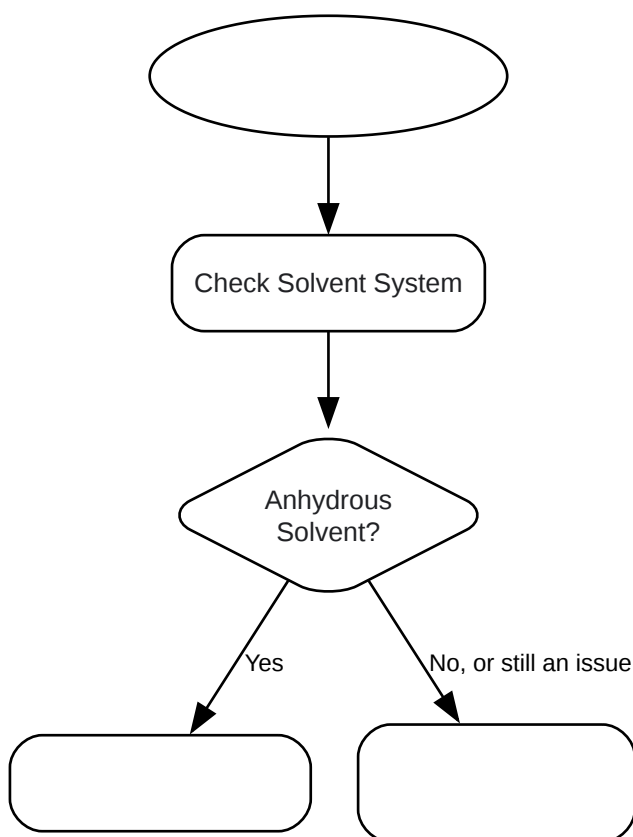 Check Solvent System
Anhydrous
Solvent?
Yes
No, or still an issue